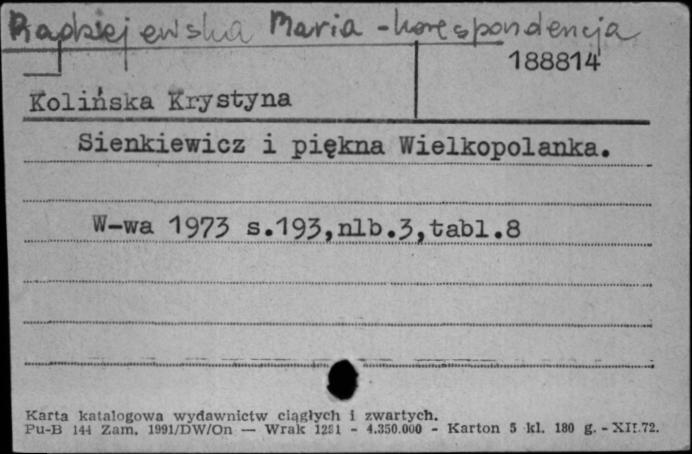 Radziejewska Maria - korespondencja
188814
Kolińska Krystyna
Sienkiewicz i piękna Wielkopolanka.
W-wa 1973 s.193,nlb.3,tabl.8
Karta katalogowa wydawnictw ciągłych i zwartych.
Pu-B 144 Zam. 1991/DW/On — Wrak 1281 - 4.350.000 - Karton 5 kl. 180 g. - XII.72.